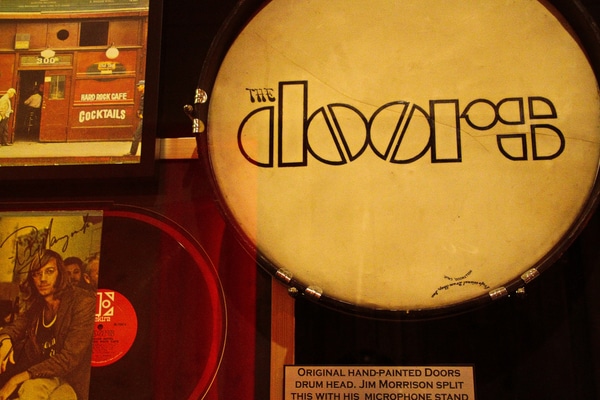 300
HARD ROCK CAFE
COCKTAILS
THE
doors
ORIGINAL HAND-PAINTED DOORS
DRUM HEAD. JIM MORRISON SPLIT
THIS WITH HIS MICROPHONE STAND